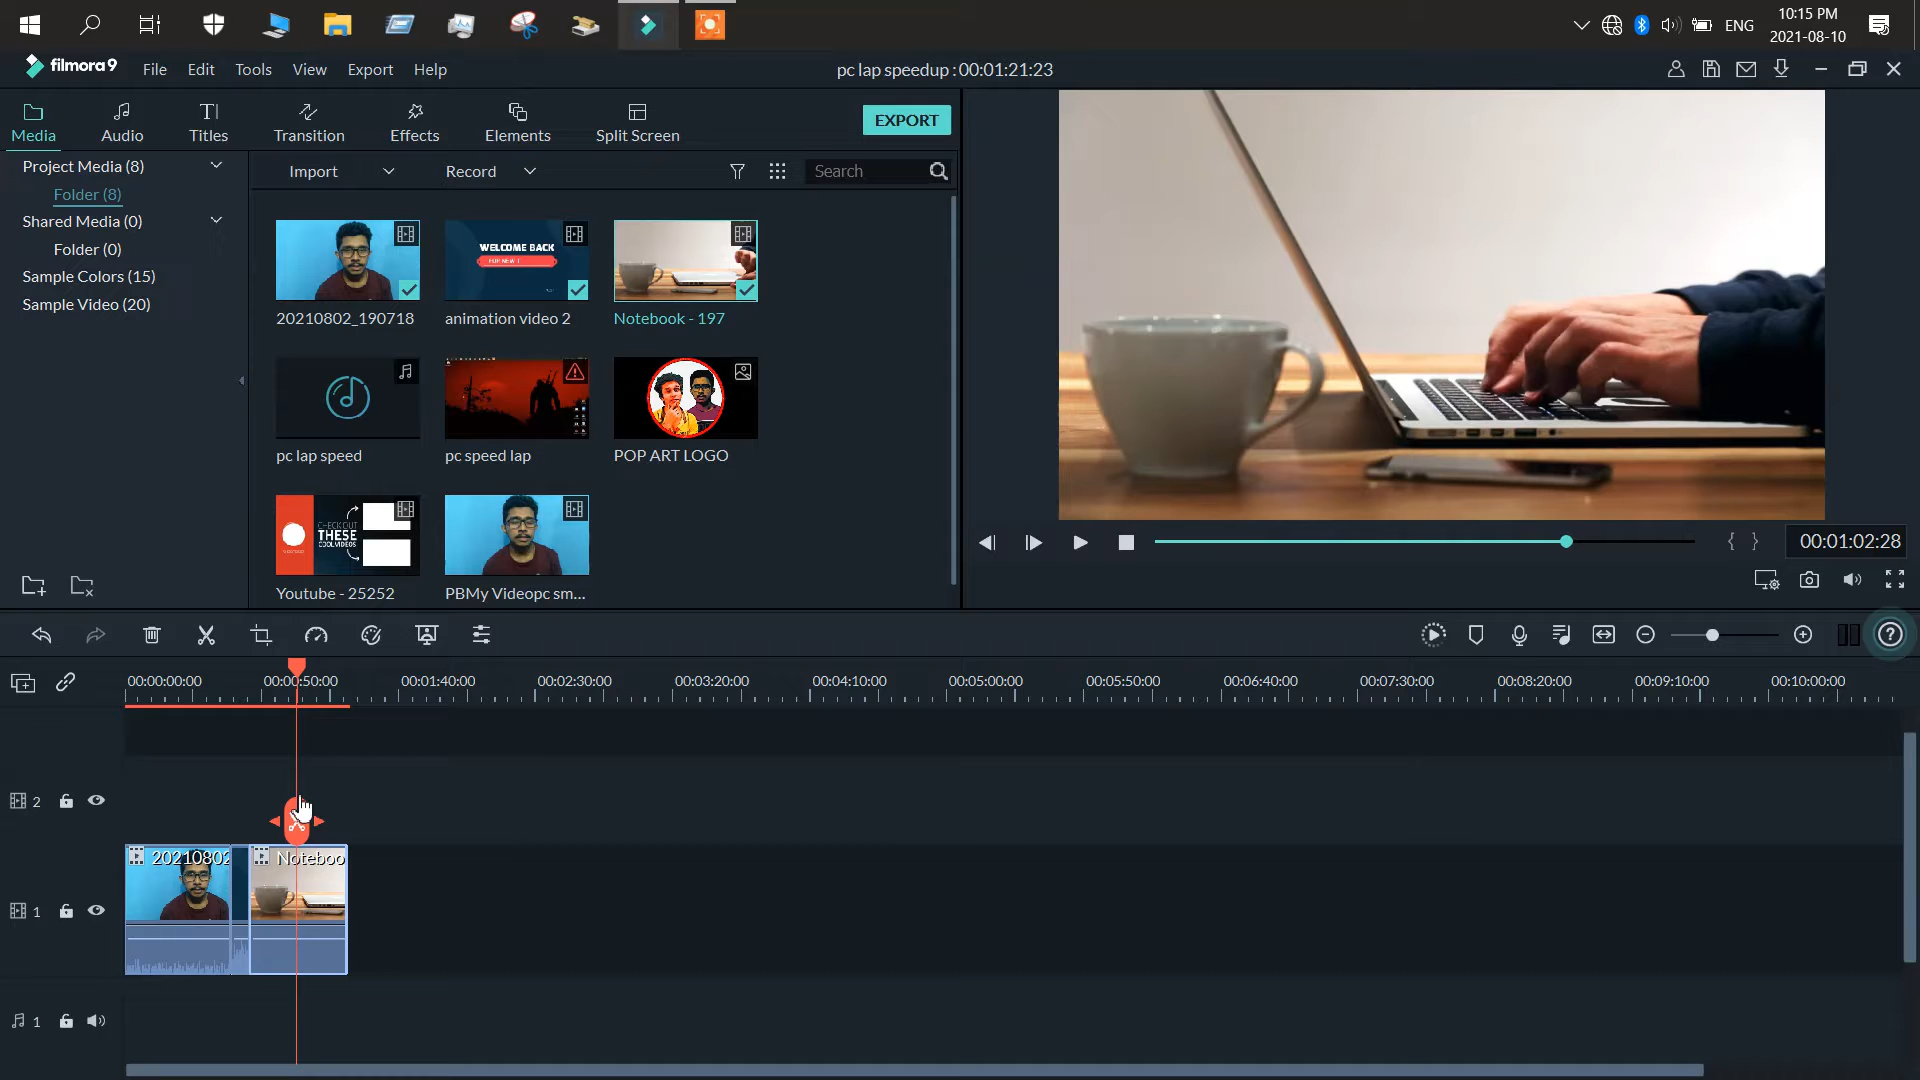 ENG
10:15 PM
2021-08-10
filmora9
File
Edit
Tools
View
Export
Help
pc lap speedup : 00:01:21:23
Media
Audio
Titles
Transition
Effects
Elements
Split Screen
EXPORT
Project Media (8)
Folder (8)
Shared Media (0)
Folder (0)
Sample Colors (15)
Sample Video (20)
Import
Record
Search
WELCOME BACK
20210802_190718
animation video 2
Notebook - 197
pc lap speed
pc speed lap
POP ART LOGO
CHECKOUT
THESE
COOL VIDEOS
Youtube - 25252
PBMy Videopc sm...
{ }
00:01:02:28
00:00:00:00
00:00:50:00
00:01:40:00
00:02:30:00
00:03:20:00
00:04:10:00
00:05:00:00
00:05:50:00
00:06:40:00
00:07:30:00
00:08:20:00
00:09:10:00
00:10:00:00
2
20210802
Noteboo
1
1